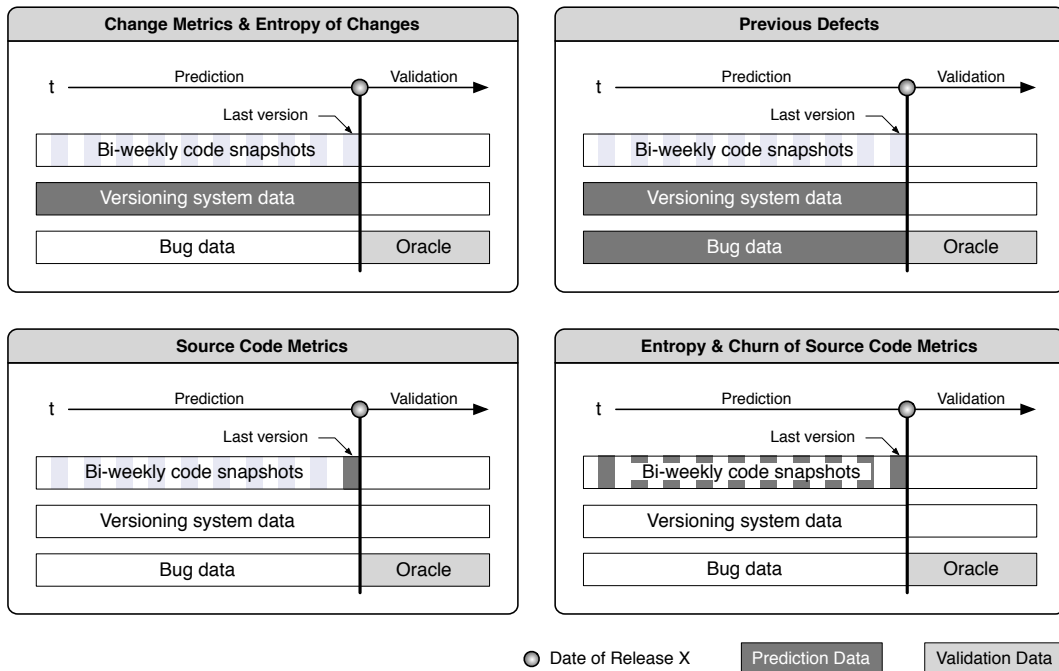 Change Metrics & Entropy of Changes
t
Prediction
Validation
Last version
Bi-weekly code snapshots
Versioning system data
Bug data
Oracle
Previous Defects
t
Prediction
Validation
Last version
Bi-weekly code snapshots
Versioning system data
Bug data
Oracle
Source Code Metrics
t
Prediction
Validation
Last version
Bi-weekly code snapshots
Versioning system data
Bug data
Oracle
Entropy & Churn of Source Code Metrics
t
Prediction
Validation
Last version
Bi-weekly code snapshots
Versioning system data
Bug data
Oracle
Date of Release X
Prediction Data
Validation Data